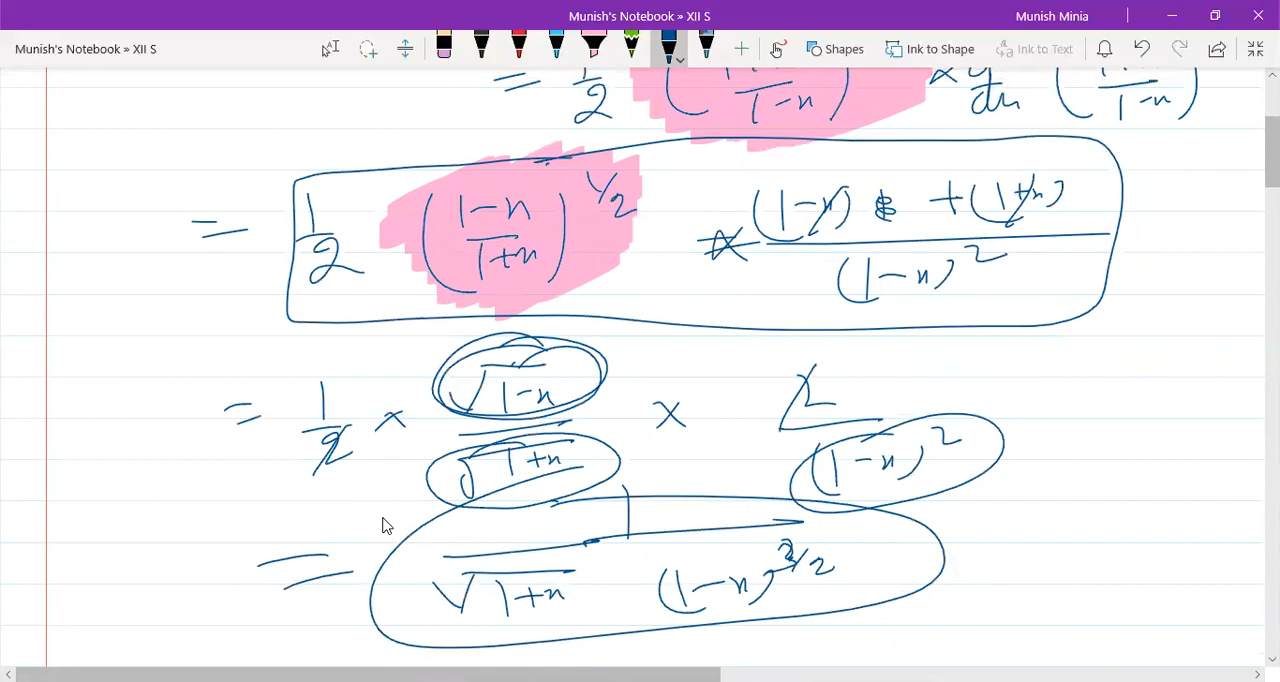 Munish's Notebook » XII S
Munish Minia
Munish's Notebook » XII S
Shapes
Ink to Shape
Ink to Text
= 1/2 (1+x / 1-x) × d/dx (1+x / 1-x)
= 1/2 (1-x / 1+x)^1/2 × (1-x) + (1+x) / (1-x)^2
= 1/2 × √1-x / √1+x × 2 / (1-x)^2
= 1 / √1+x (1-x)^3/2